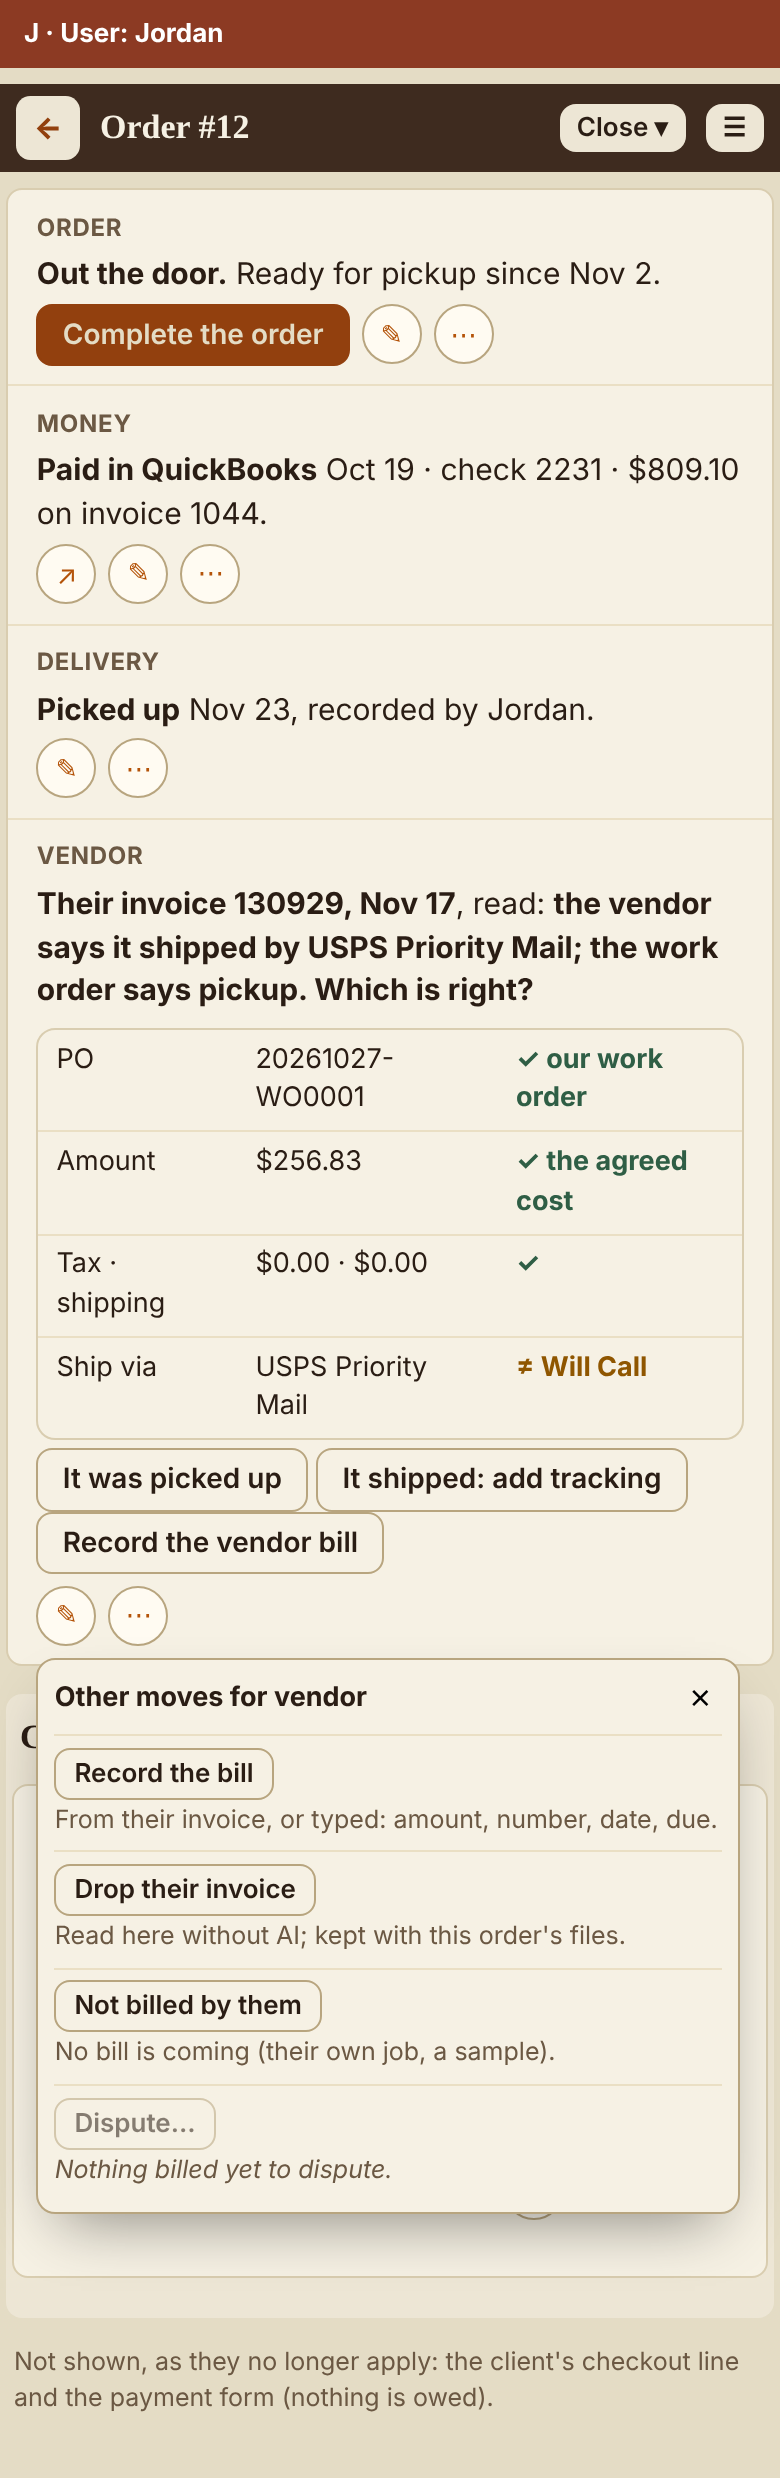 J · User: Jordan
← Order #12 Close ▾ ☰
ORDER
Out the door. Ready for pickup since Nov 2.
Complete the order ✎ ⋯
MONEY
Paid in QuickBooks Oct 19 · check 2231 · $809.10
on invoice 1044.
↗ ✎ ⋯
DELIVERY
Picked up Nov 23, recorded by Jordan.
✎ ⋯
VENDOR
Their invoice 130929, Nov 17, read: the vendor
says it shipped by USPS Priority Mail; the work
order says pickup. Which is right?
PO 20261027- ✓ our work
WO0001 order
Amount $256.83 ✓ the agreed
cost
Tax · $0.00 · $0.00 ✓
shipping
Ship via USPS Priority ≠ Will Call
Mail
It was picked up It shipped: add tracking
Record the vendor bill
✎ ⋯
Other moves for vendor ✕
Record the bill
From their invoice, or typed: amount, number, date, due.
Drop their invoice
Read here without AI; kept with this order's files.
Not billed by them
No bill is coming (their own job, a sample).
Dispute...
Nothing billed yet to dispute.
Not shown, as they no longer apply: the client's checkout line
and the payment form (nothing is owed).